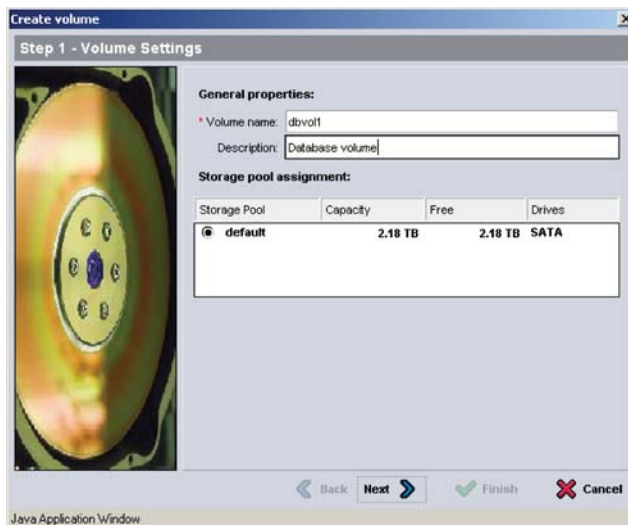 Create volume
Step 1 - Volume Settings
General properties:
* Volume name: dbvol1
Description: Database volume
Storage pool assignment:
Storage Pool Capacity Free Drives
default 2.18 TB 2.18 TB SATA
Back Next Finish Cancel
Java Application Window